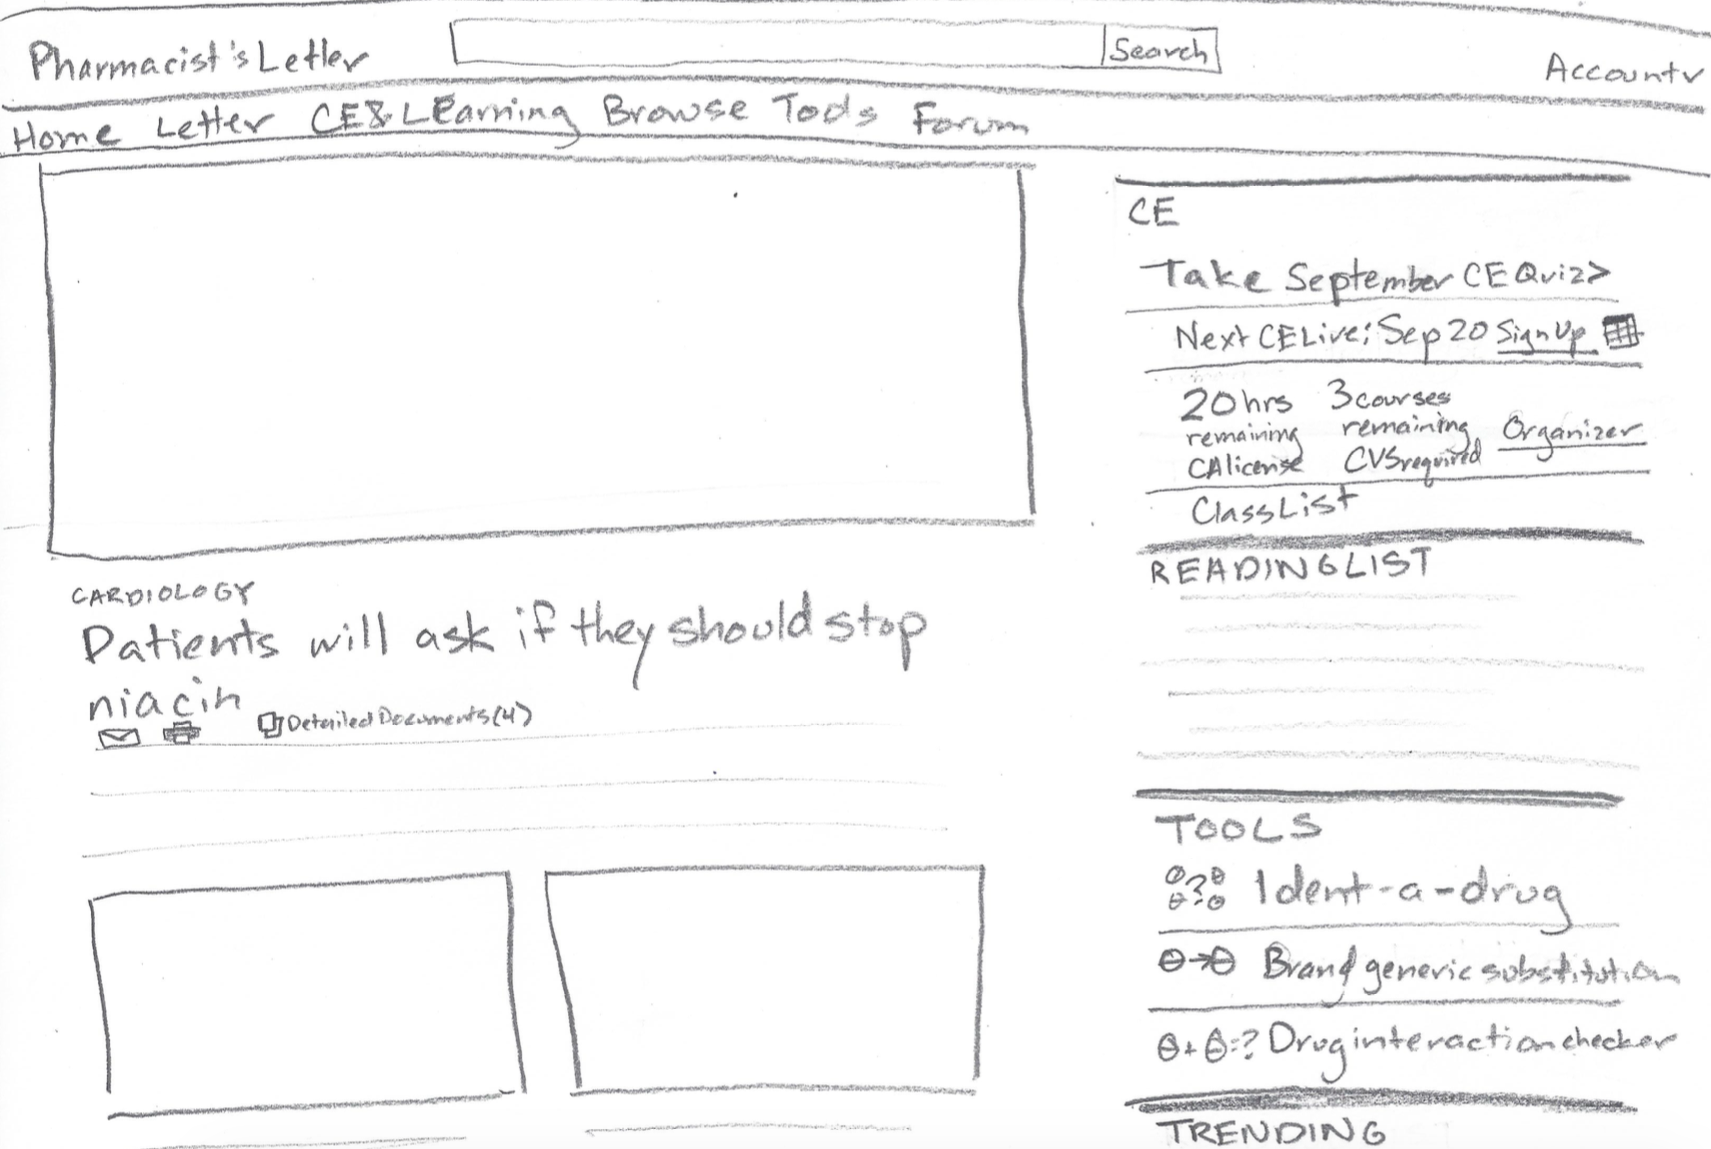 Pharmacist's Letter
Search
Account v
Home Letter CE & LEarning Browse Tools Forum
CARDIOLOGY
Patients will ask if they should stop
niacin
Detailed Documents (4)
CE
Take September CE Quiz >
Next CE Live: Sep 20 Sign Up
20 hrs
remaining
CA license
3 courses
remaining
CVS required
Organizer
Class List
READING LIST
TOOLS
? Ident-a-drug
→ Brand/generic substitution
+ =? Drug interaction checker
TRENDING